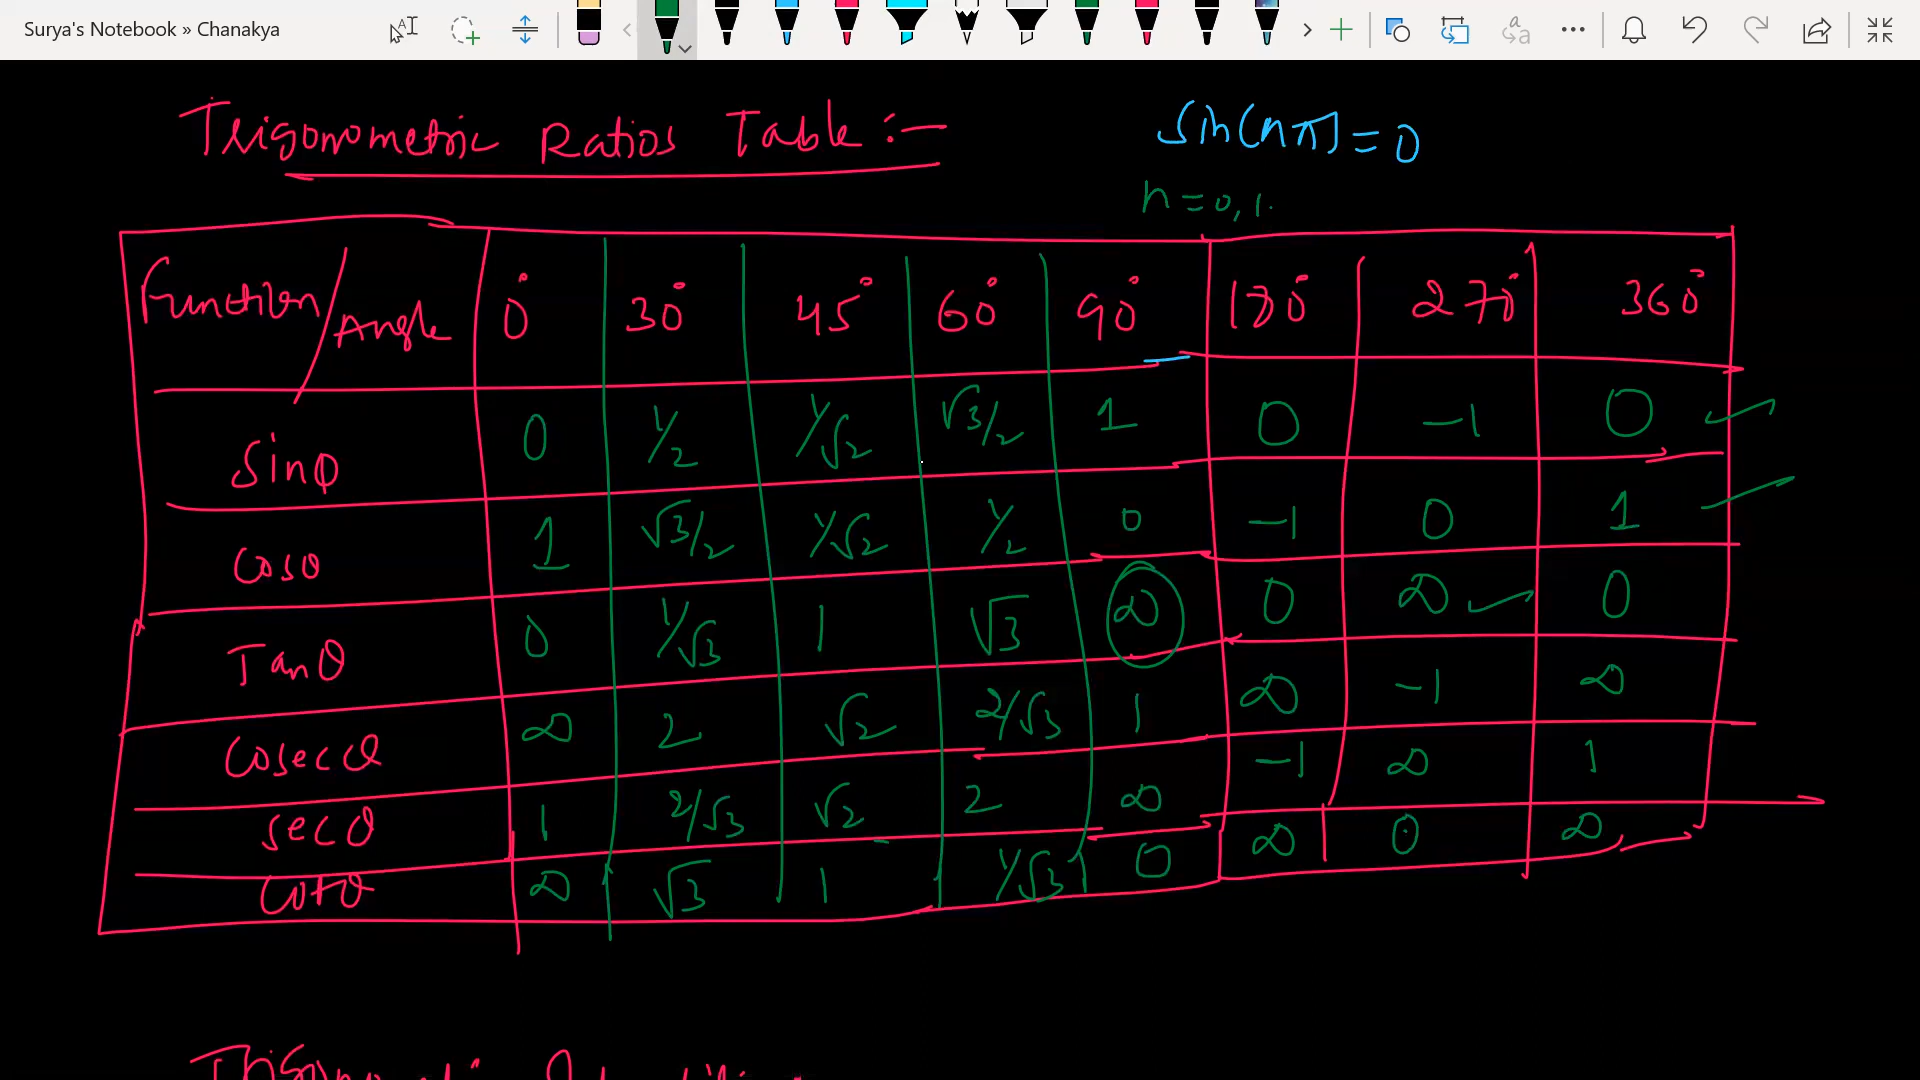 Surya's Notebook » Chanakya
Trigonometric Ratios Table :-
Sin(nπ) = 0
n = 0, 1.
Function / Angle 0° 30° 45° 60° 90° 180° 270° 360°
Sinθ 0 1/2 1/√2 √3/2 1 0 -1 0
Cosθ 1 √3/2 1/√2 1/2 0 -1 0 1
Tanθ 0 1/√3 1 √3 ∞ 0 ∞ 0
Cosecθ ∞ 2 √2 2/√3 1 ∞ -1 ∞
Secθ 1 2/√3 √2 2 ∞ -1 ∞ 1
Cotθ ∞ √3 1 1/√3 0 ∞ 0 ∞